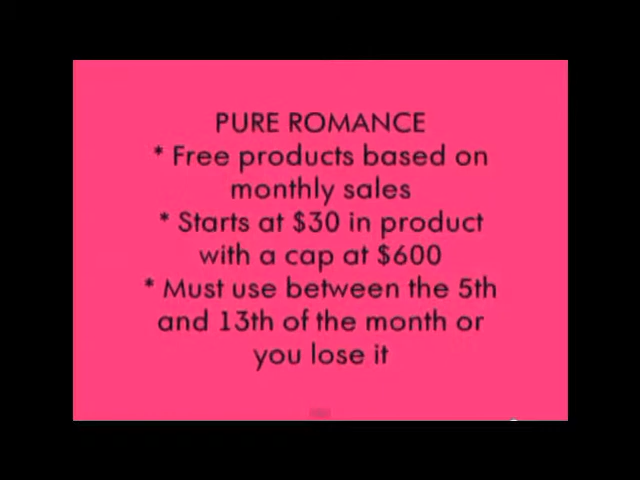 PURE ROMANCE
* Free products based on
monthly sales
* Starts at $30 in product
with a cap at $600
* Must use between the 5th
and 13th of the month or
you lose it